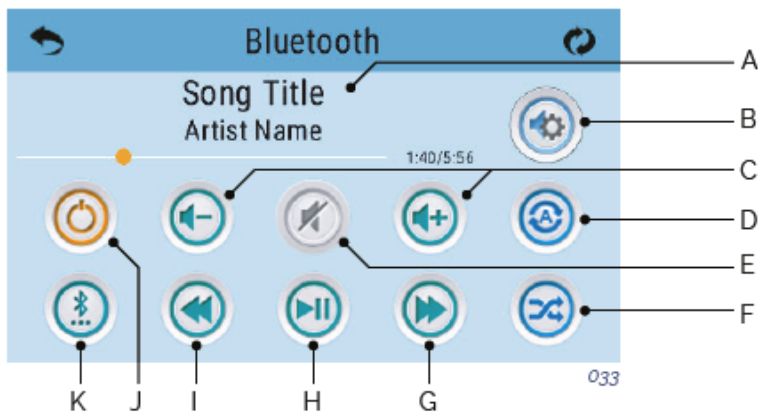 Bluetooth
A
Song Title
Artist Name
B
1:40/5:56
C
A
D
E
F
033
K
J
I
H
G